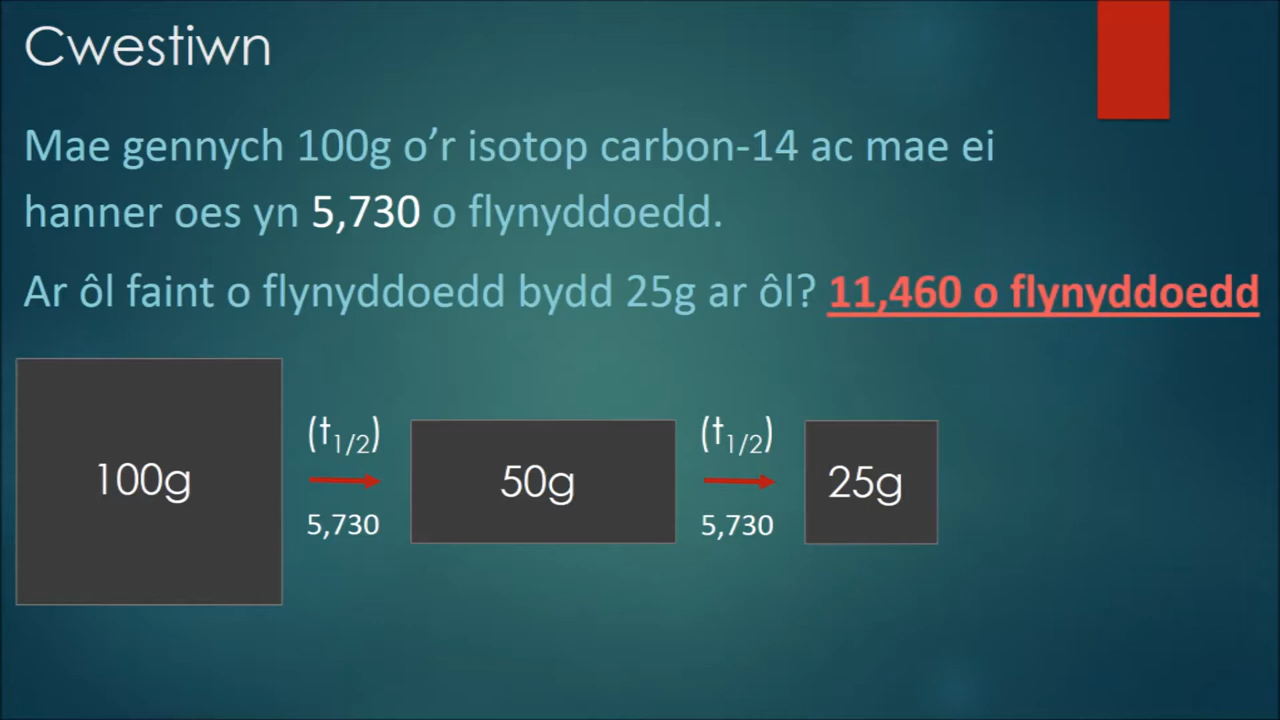 Cwestiwn
Mae gennych 100g o’r isotop carbon-14 ac mae ei
hanner oes yn 5,730 o flynyddoedd.
Ar ôl faint o flynyddoedd bydd 25g ar ôl? 11,460 o flynyddoedd
100g
(t1/2)
5,730
50g
(t1/2)
5,730
25g